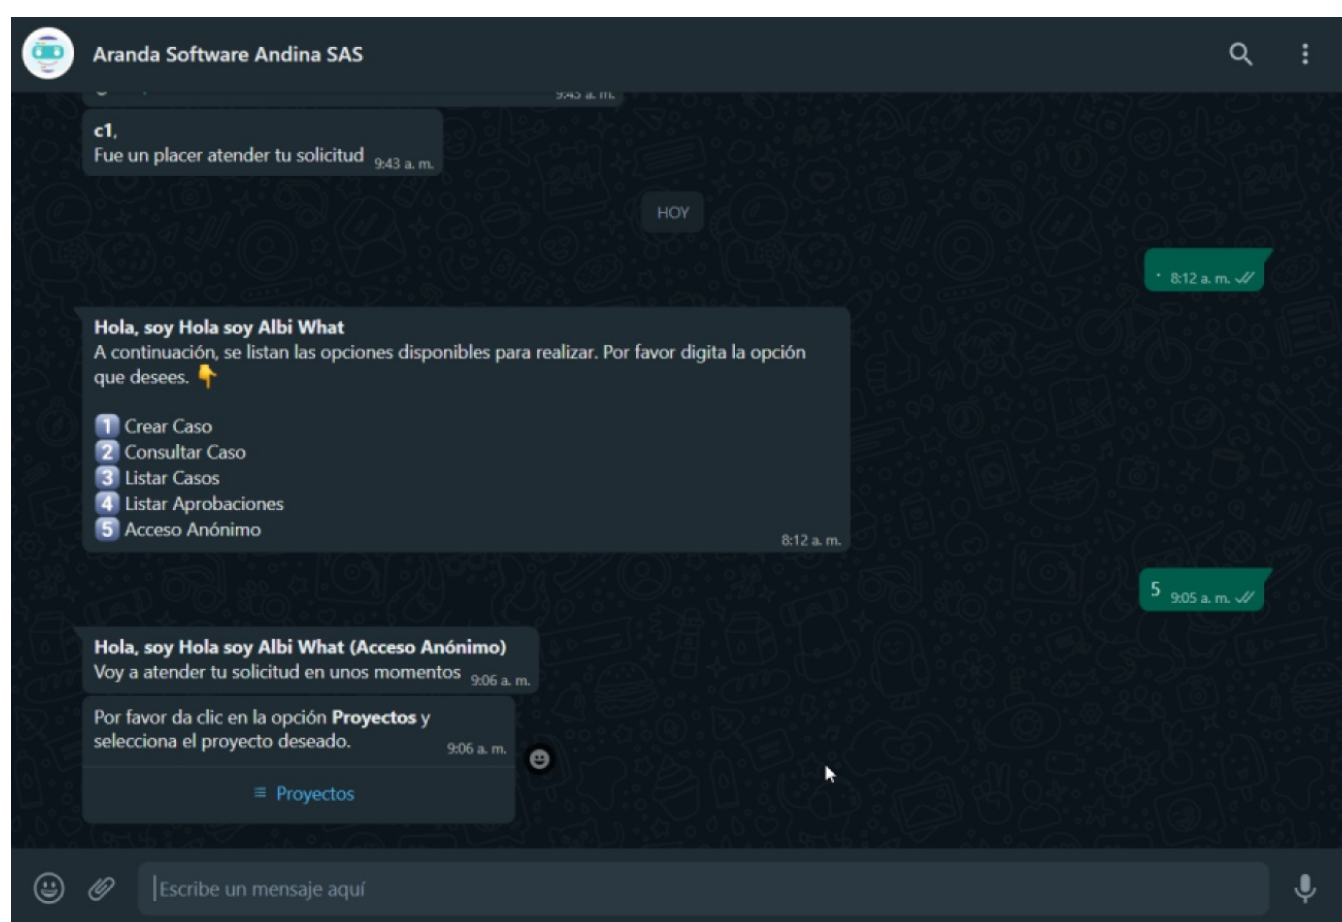 Aranda Software Andina SAS
9:43 a. m.
c1,
Fue un placer atender tu solicitud 9:43 a. m.
HOY
. 8:12 a. m.
Hola, soy Hola soy Albi What
A continuación, se listan las opciones disponibles para realizar. Por favor digita la opción
que desees. 👇
1 Crear Caso
2 Consultar Caso
3 Listar Casos
4 Listar Aprobaciones
5 Acceso Anónimo
8:12 a. m.
5 9:05 a. m.
Hola, soy Hola soy Albi What (Acceso Anónimo)
Voy a atender tu solicitud en unos momentos 9:06 a. m.
Por favor da clic en la opción Proyectos y
selecciona el proyecto deseado. 9:06 a. m.
Proyectos
Escribe un mensaje aquí